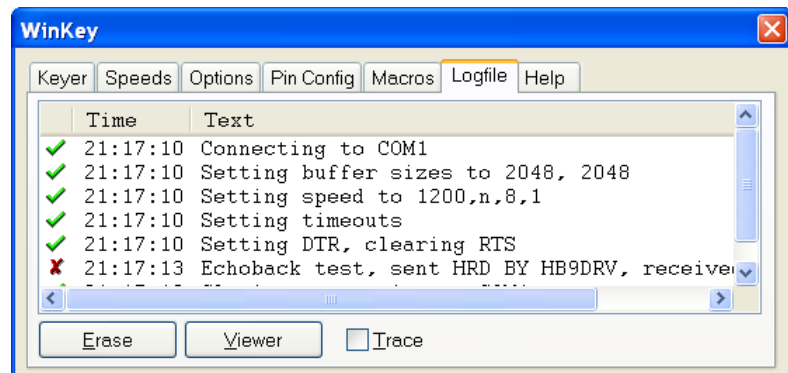 WinKey
Keyer Speeds Options Pin Config Macros Logfile Help
Time Text
21:17:10 Connecting to COM1
21:17:10 Setting buffer sizes to 2048, 2048
21:17:10 Setting speed to 1200,n,8,1
21:17:10 Setting timeouts
21:17:10 Setting DTR, clearing RTS
21:17:13 Echoback test, sent HRD BY HB9DRV, receive
Erase Viewer Trace